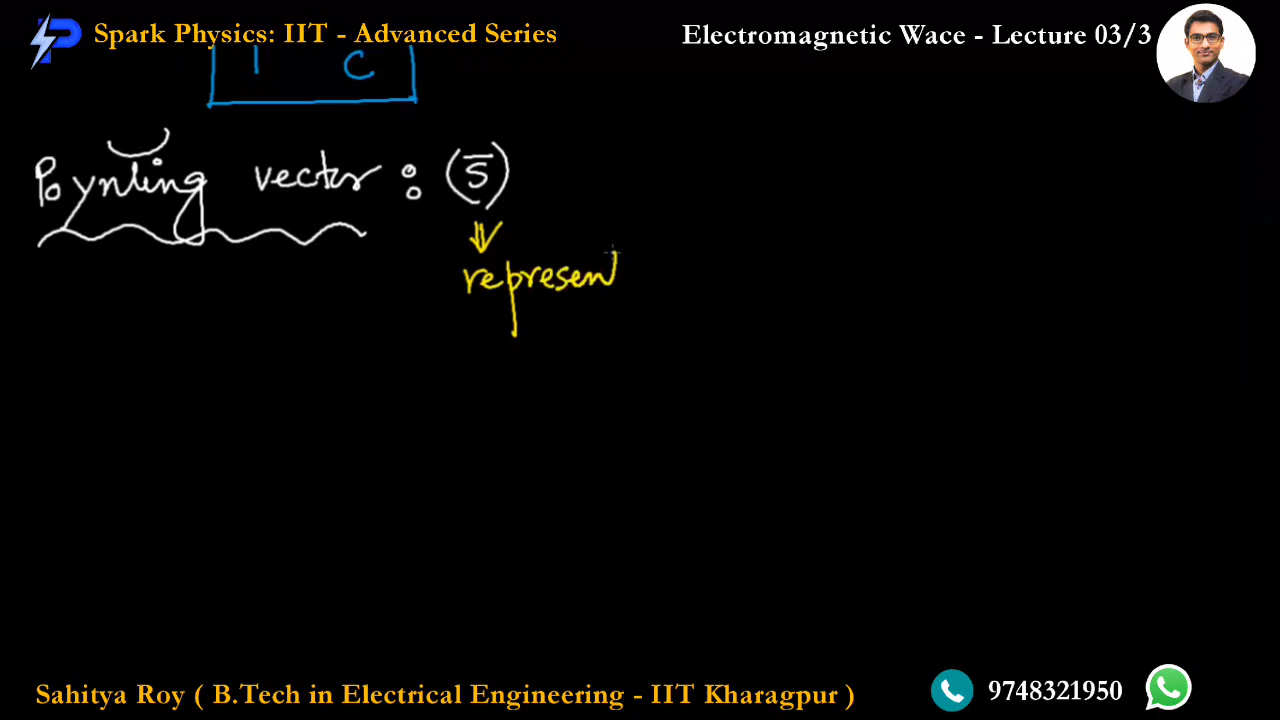 Spark Physics: IIT - Advanced Series
Electromagnetic Wace - Lecture 03/3
C
Poynting vector : (S̅)
⇓
represen
Sahitya Roy ( B.Tech in Electrical Engineering - IIT Kharagpur )
9748321950